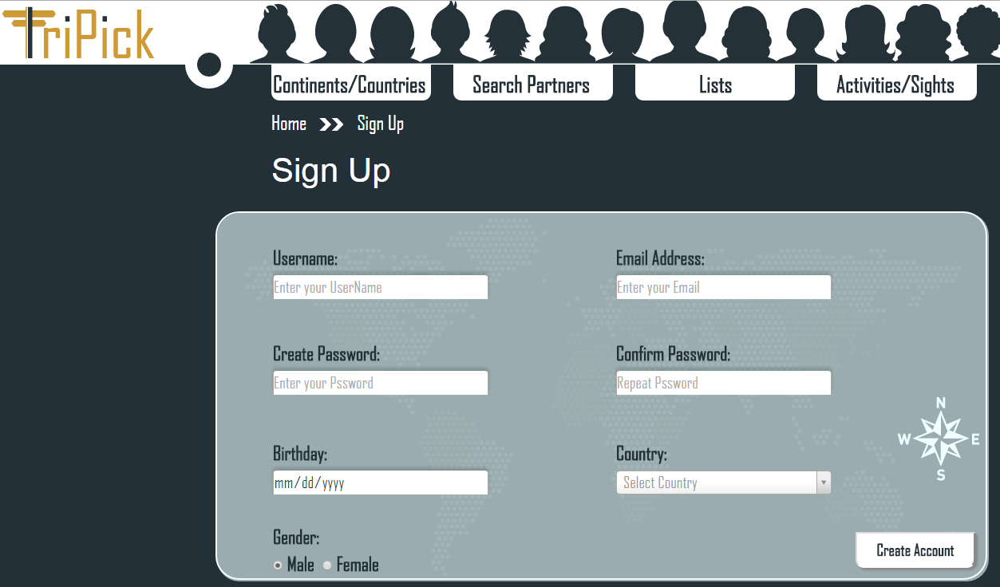 TriPick
Continents/Countries Search Partners Lists Activities/Sights
Home Sign Up
Sign Up
Username: Email Address:
Enter your UserName Enter your Email
Create Password: Confirm Password:
Enter your Pssword Repeat Pssword
N
W E
S
Birthday: Country:
mm/dd/yyyy Select Country
Gender:
Male Female
Create Account